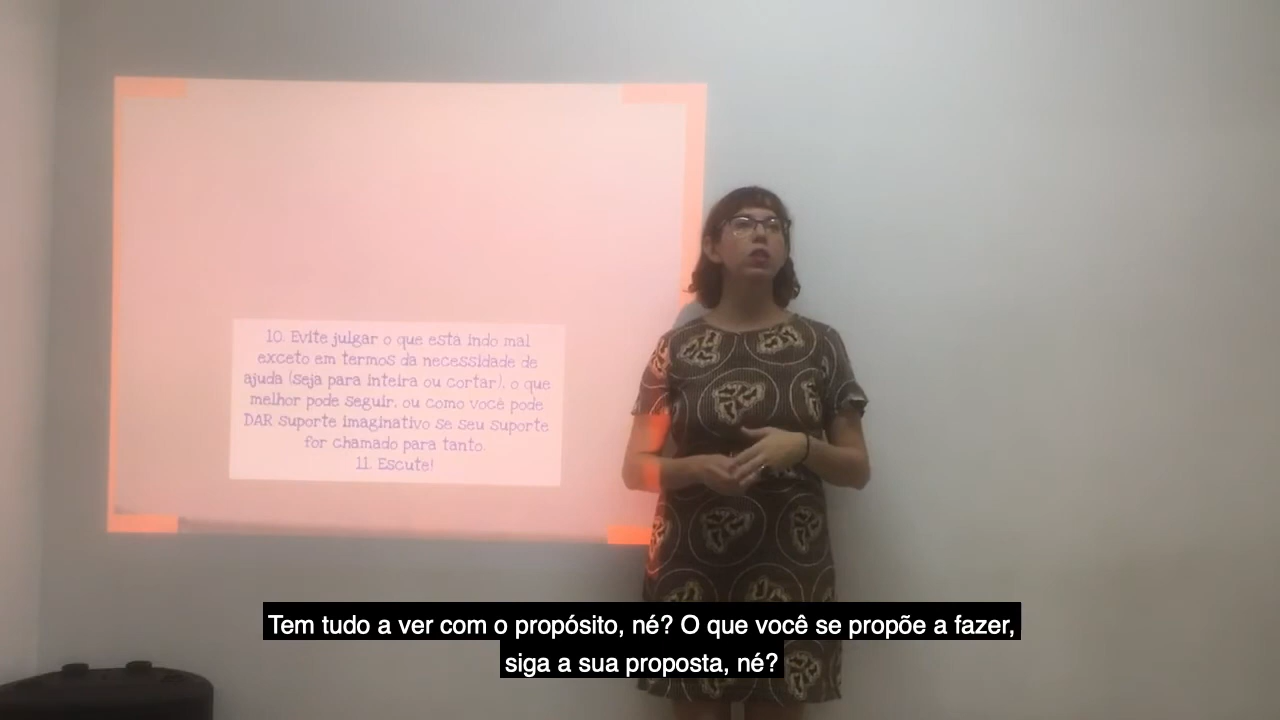 10. Evite julgar o que esta indo mal
exceto em termos da necessidade de
ajuda (seja para inteira ou cortar), o que
melhor pode seguir, ou como você pode
DAR suporte imaginativo se seu suporte
for chamado para tanto.
11. Escute!
Tem tudo a ver com o propósito, né? O que você se propõe a fazer,
siga a sua proposta, né?